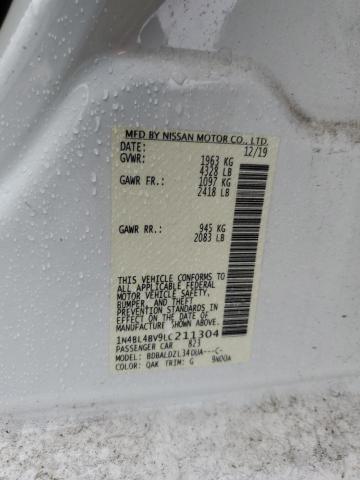 MFD BY NISSAN MOTOR CO., LTD.
DATE: 12/19
GVWR: 1963 KG
4328 LB
GAWR FR: 1097 KG
2418 LB
GAWR RR: 945 KG
2083 LB
THIS VEHICLE CONFORMS TO
ALL APPLICABLE FEDERAL
MOTOR VEHICLE SAFETY,
BUMPER, AND THEFT
PREVENTION STANDARDS IN
EFFECT ON THE DATE OF
MANUFACTURE SHOWN ABOVE.
1N4BL4BV9LC211304
PASSENGER CAR 823
MODEL: BDBALDZL34DUA---C-
COLOR: QAK TRIM: G